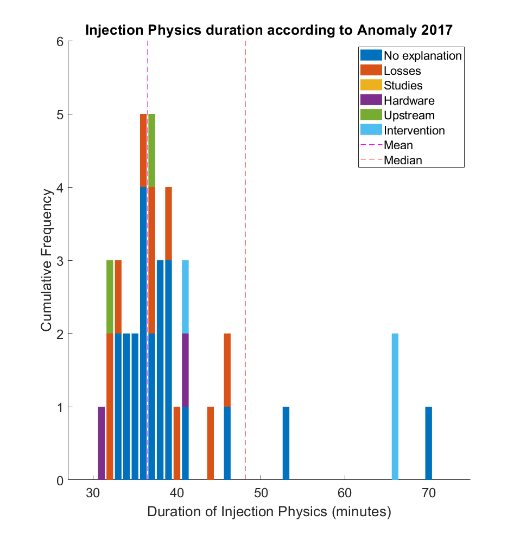 Injection Physics duration according to Anomaly 2017
6
5
4
3
2
1
0
Cumulative Frequency
No explanation
Losses
Studies
Hardware
Upstream
Intervention
Mean
Median
30 40 50 60 70
Duration of Injection Physics (minutes)